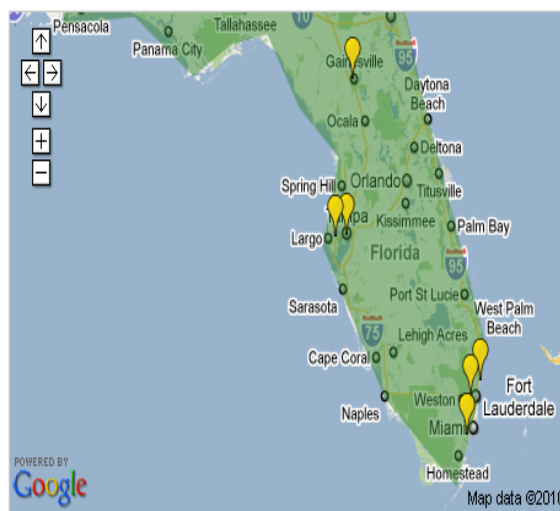 Pensacola
Tallahassee
10
Panama City
Gainesville
95
Daytona
Beach
Ocala
Deltona
Spring Hill
Orlando
Titusville
Kissimmee
Largo
Palm Bay
Florida
95
Sarasota
Port St Lucie
West Palm
Beach
75
Lehigh Acres
Cape Coral
Weston
Fort
Lauderdale
Naples
Miami
Homestead
POWERED BY
Google
Map data ©2010